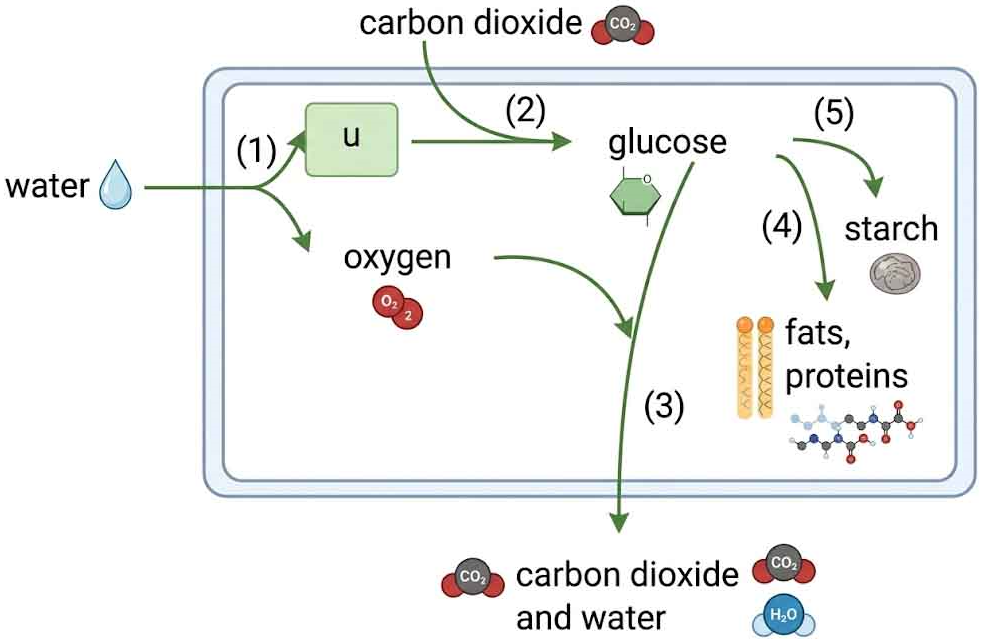 carbon dioxide CO₂
(2)
(5)
(1)
u
glucose
O
water
(4)
starch
oxygen
O₂ 2
fats,
proteins
(3)
CO₂ carbon dioxide CO₂
and water H₂O